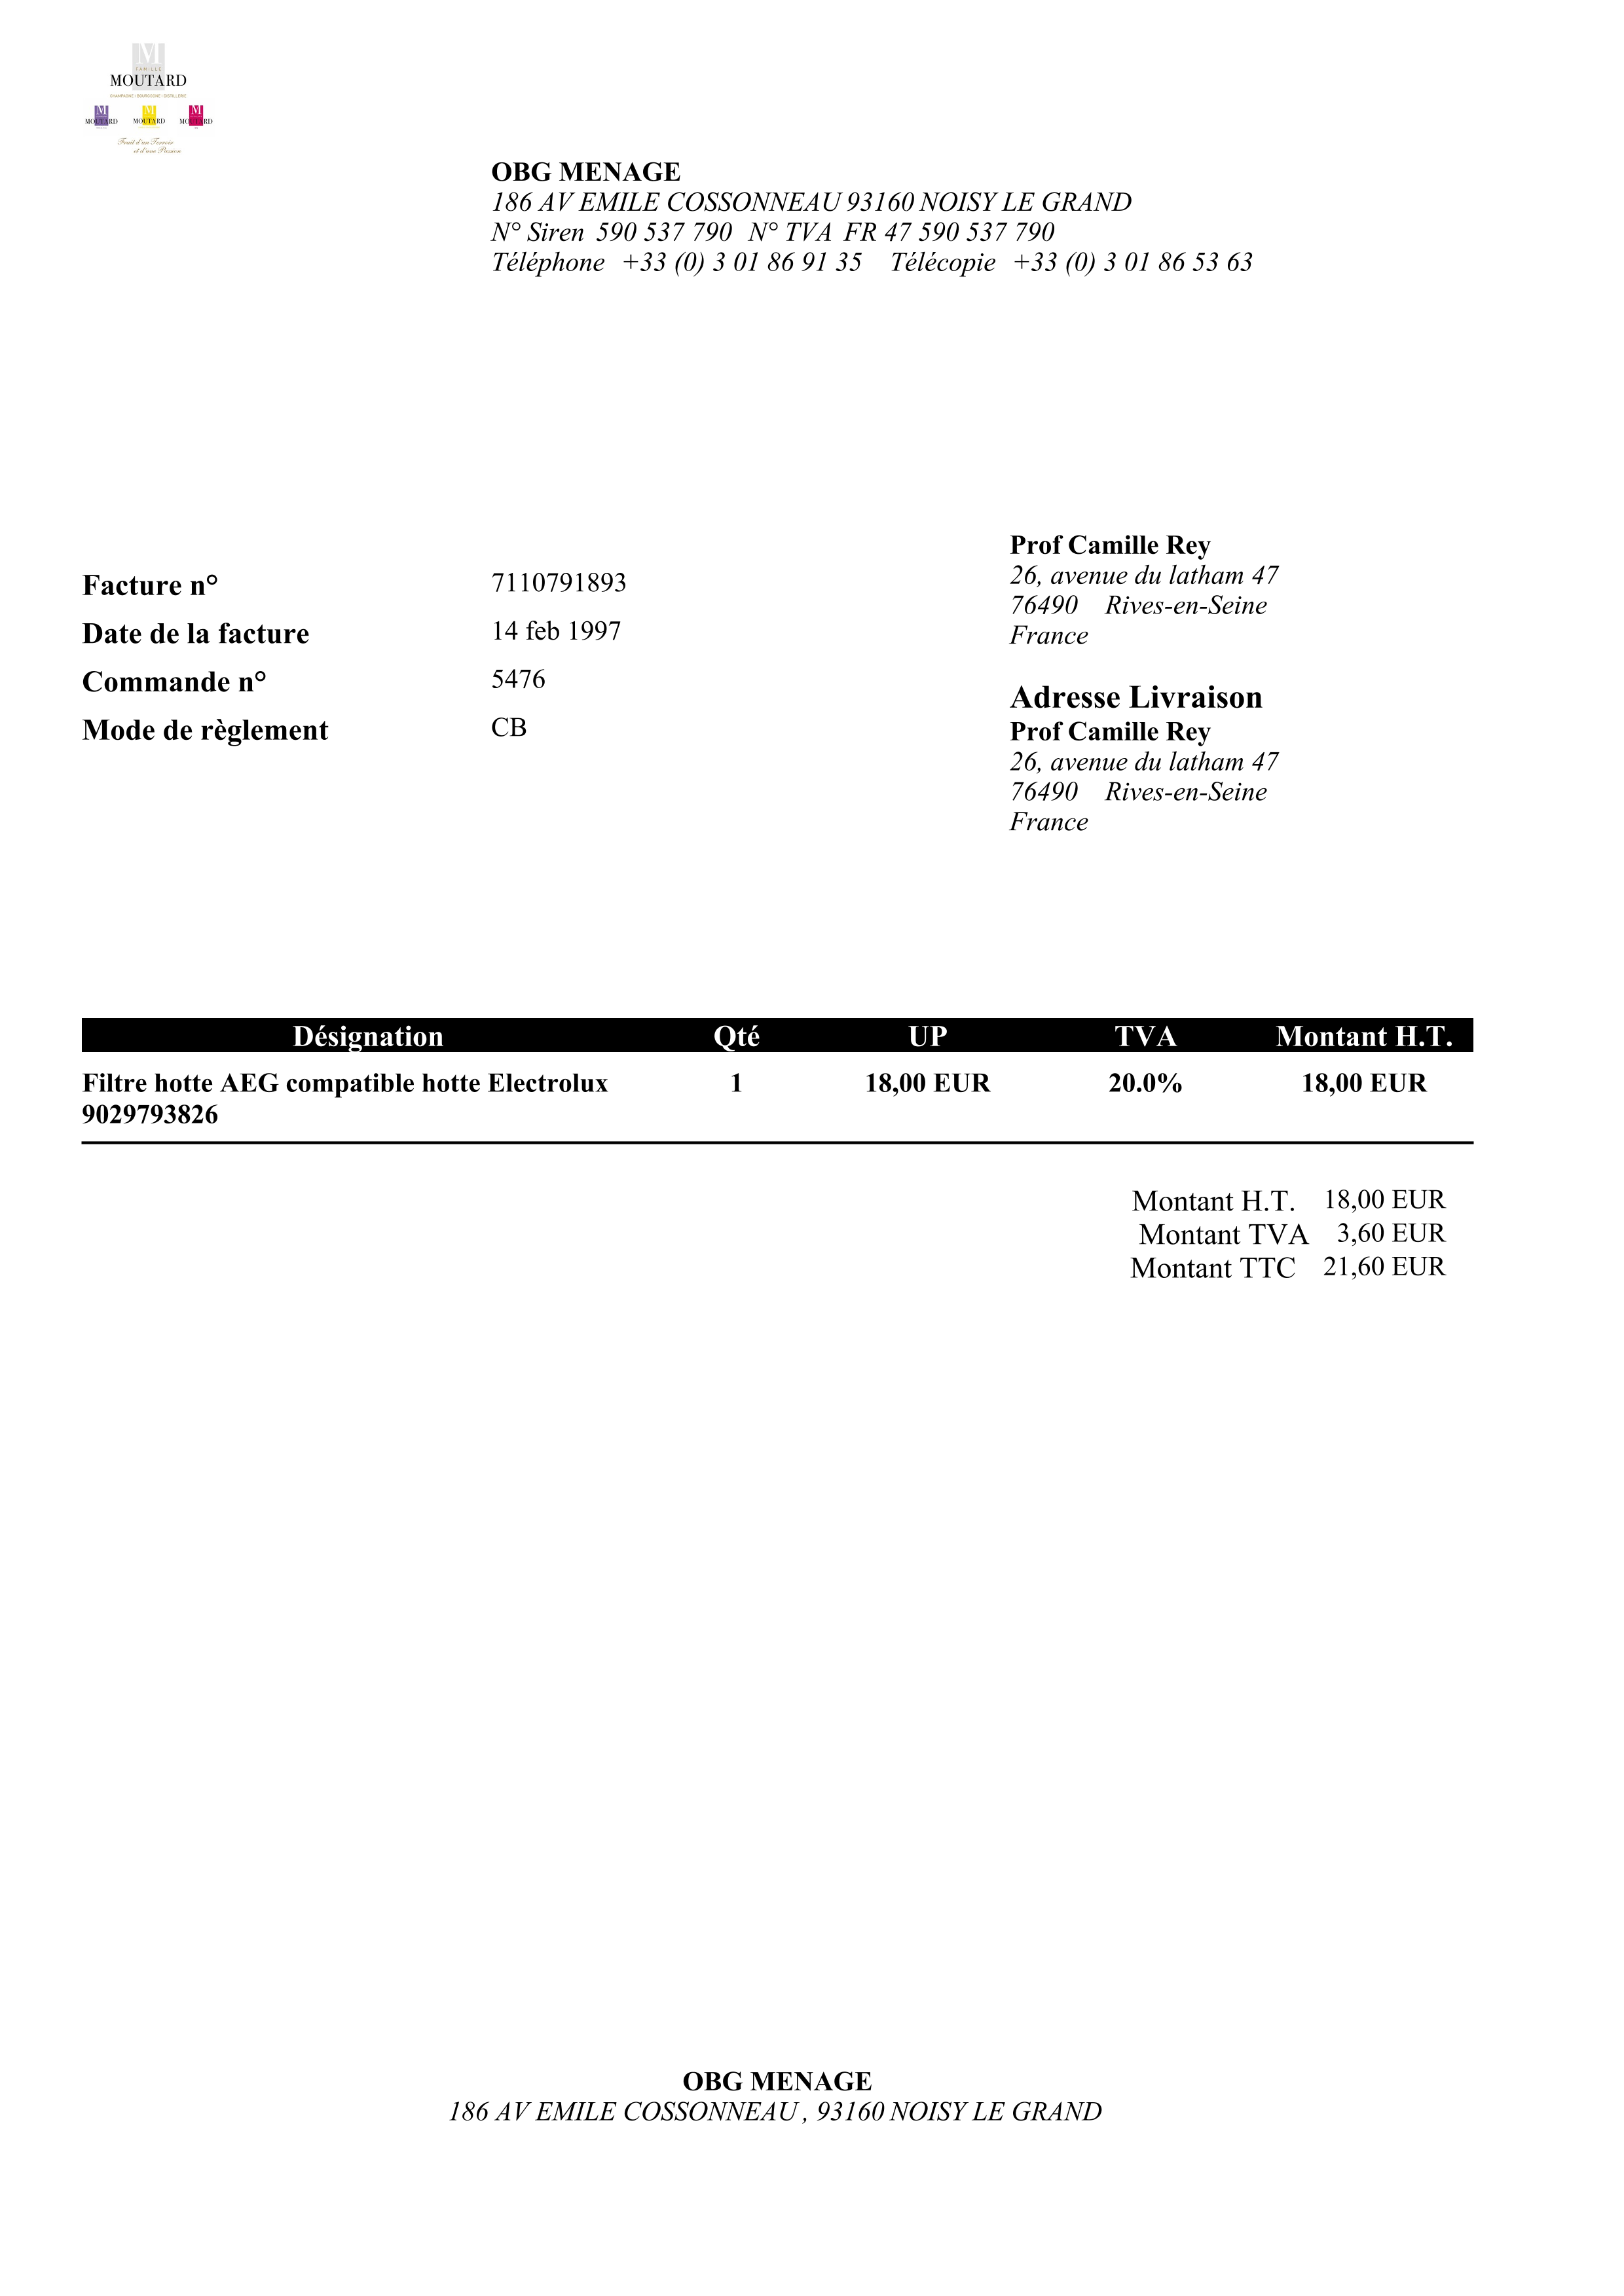 M
FAMILLE
MOUTARD
CHAMPAGNE • BOURGOGNE • DISTILLERIE
M M M
MOUTARD MOUTARD MOUTARD
Fruit d'un Terroir
et d'une Passion
OBG MENAGE
186 AV EMILE COSSONNEAU 93160 NOISY LE GRAND
N° Siren 590 537 790 N° TVA FR 47 590 537 790
Téléphone +33 (0) 3 01 86 91 35 Télécopie +33 (0) 3 01 86 53 63
Facture n° 7110791893
Date de la facture 14 feb 1997
Commande n° 5476
Mode de règlement CB
Prof Camille Rey
26, avenue du latham 47
76490 Rives-en-Seine
France
Adresse Livraison
Prof Camille Rey
26, avenue du latham 47
76490 Rives-en-Seine
France
Désignation Qté UP TVA Montant H.T.
Filtre hotte AEG compatible hotte Electrolux 1 18,00 EUR 20.0% 18,00 EUR
9029793826
Montant H.T. 18,00 EUR
Montant TVA 3,60 EUR
Montant TTC 21,60 EUR
OBG MENAGE
186 AV EMILE COSSONNEAU , 93160 NOISY LE GRAND